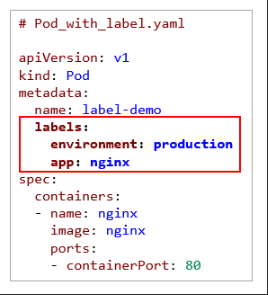 # Pod_with_label.yaml
apiVersion: v1
kind: Pod
metadata:
  name: label-demo
  labels:
    environment: production
    app: nginx
spec:
  containers:
  - name: nginx
    image: nginx
    ports:
    - containerPort: 80